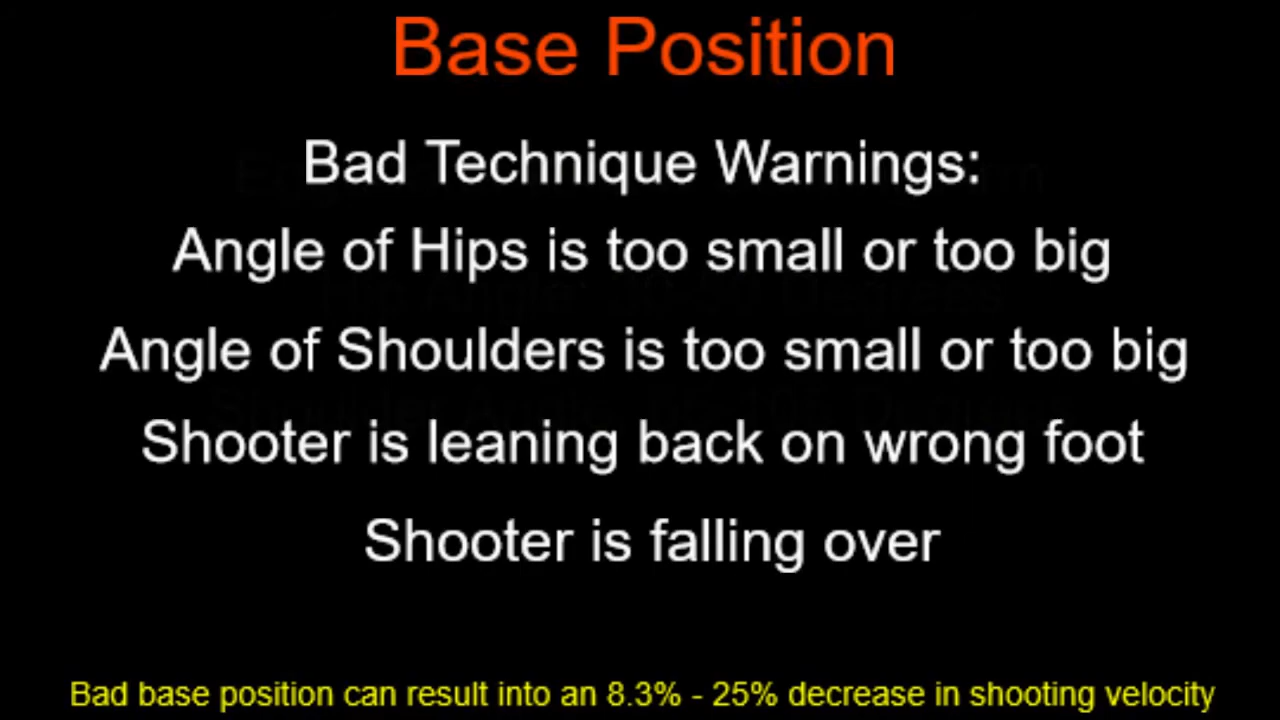 Base Position
Bad Technique Warnings:
Angle of Hips is too small or too big
Angle of Shoulders is too small or too big
Shooter is leaning back on wrong foot
Shooter is falling over
Bad base position can result into an 8.3% - 25% decrease in shooting velocity